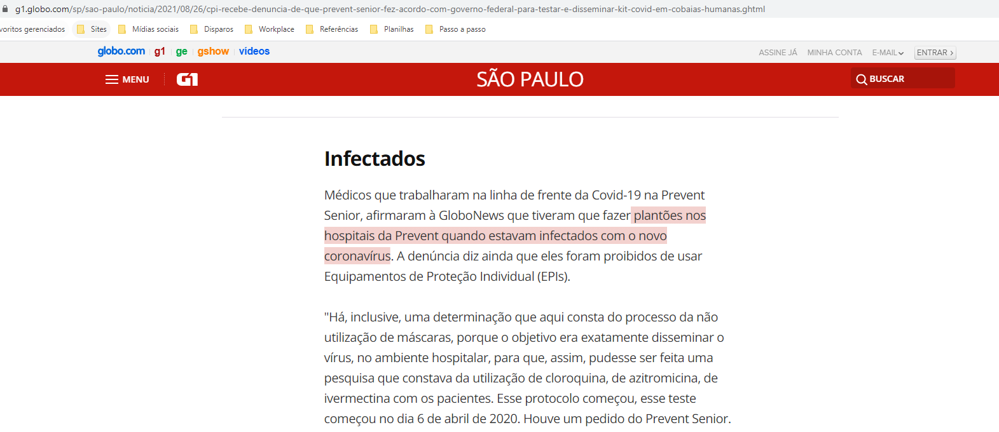 g1.globo.com/sp/sao-paulo/noticia/2021/08/26/cpi-recebe-denuncia-de-que-prevent-senior-fez-acordo-com-governo-federal-para-testar-e-disseminar-kit-covid-em-cobaias-humanas.ghtml
voritos gerenciados Sites Mídias sociais Disparos Workplace Referências Planilhas Passo a passo
globo.com g1 ge gshow vídeos ASSINE JÁ MINHA CONTA E-MAIL ENTRAR ›
MENU G1 SÃO PAULO BUSCAR
Infectados
Médicos que trabalharam na linha de frente da Covid-19 na Prevent
Senior, afirmaram à GloboNews que tiveram que fazer plantões nos
hospitais da Prevent quando estavam infectados com o novo
coronavírus. A denúncia diz ainda que eles foram proibidos de usar
Equipamentos de Proteção Individual (EPIs).
"Há, inclusive, uma determinação que aqui consta do processo da não
utilização de máscaras, porque o objetivo era exatamente disseminar o
vírus, no ambiente hospitalar, para que, assim, pudesse ser feita uma
pesquisa que constava da utilização de cloroquina, de azitromicina, de
ivermectina com os pacientes. Esse protocolo começou, esse teste
começou no dia 6 de abril de 2020. Houve um pedido do Prevent Senior.